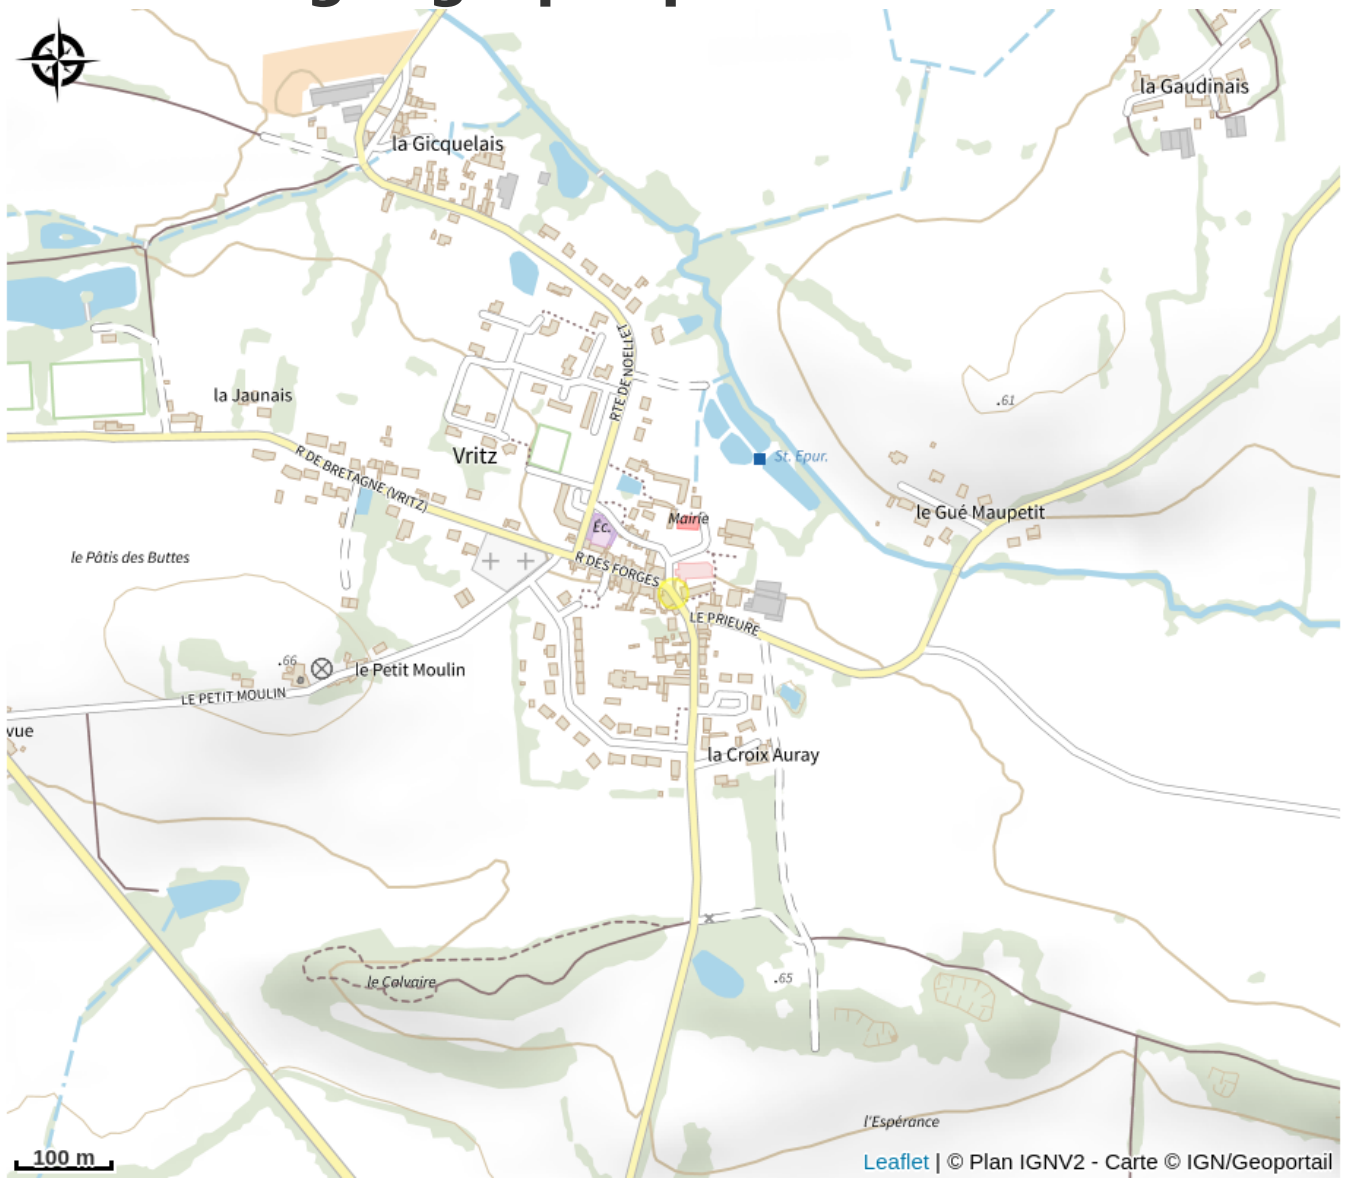 la Gaudinais
la Gicquelais
RTE DE NOELLET
la Jaunais
.61
Vritz
St. Epur.
R DE BRETAGNE (VRITZ)
le Gué Maupetit
Mairie
Éc.
le Pâtis des Buttes
R DES FORGES
LE PRIEURE
.66
le Petit Moulin
LE PETIT MOULIN
vue
la Croix Auray
le Calvaire
.65
l'Espérance
100 m
Leaflet | © Plan IGNV2 - Carte © IGN/Geoportail